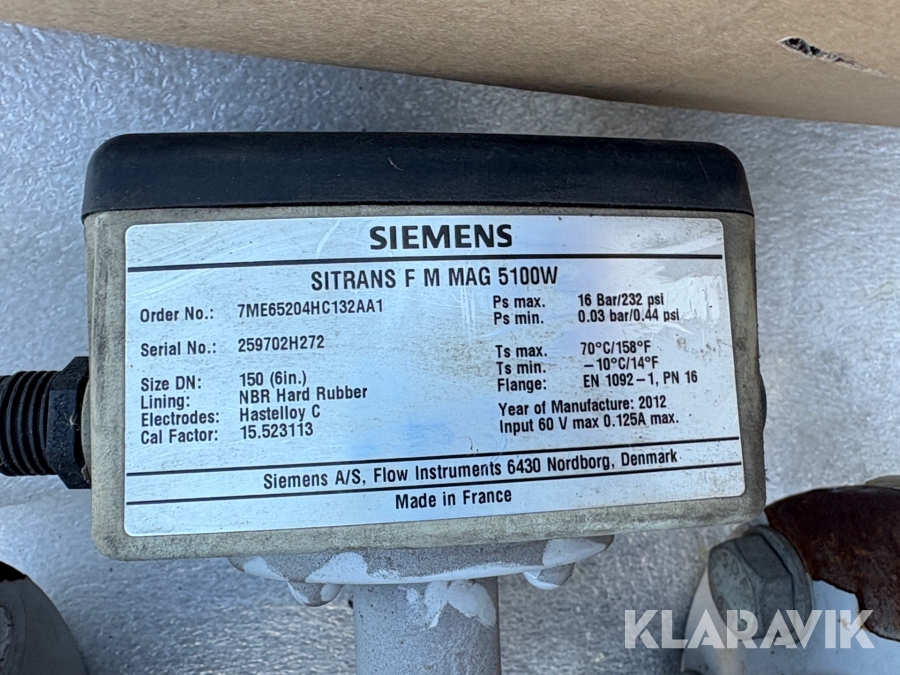 SIEMENS
SITRANS F M MAG 5100W
Order No.: 7ME65204HC132AA1
Serial No.: 259702H272
Size DN: 150 (6in.)
Lining: NBR Hard Rubber
Electrodes: Hastelloy C
Cal Factor: 15.523113
Ps max. 16 Bar/232 psi
Ps min. 0.03 bar/0.44 psi
Ts max. 70°C/158°F
Ts min. −10°C/14°F
Flange: EN 1092−1, PN 16
Year of Manufacture: 2012
Input 60 V max 0.125A max.
Siemens A/S, Flow Instruments 6430 Nordborg, Denmark
Made in France
KLARAVIK